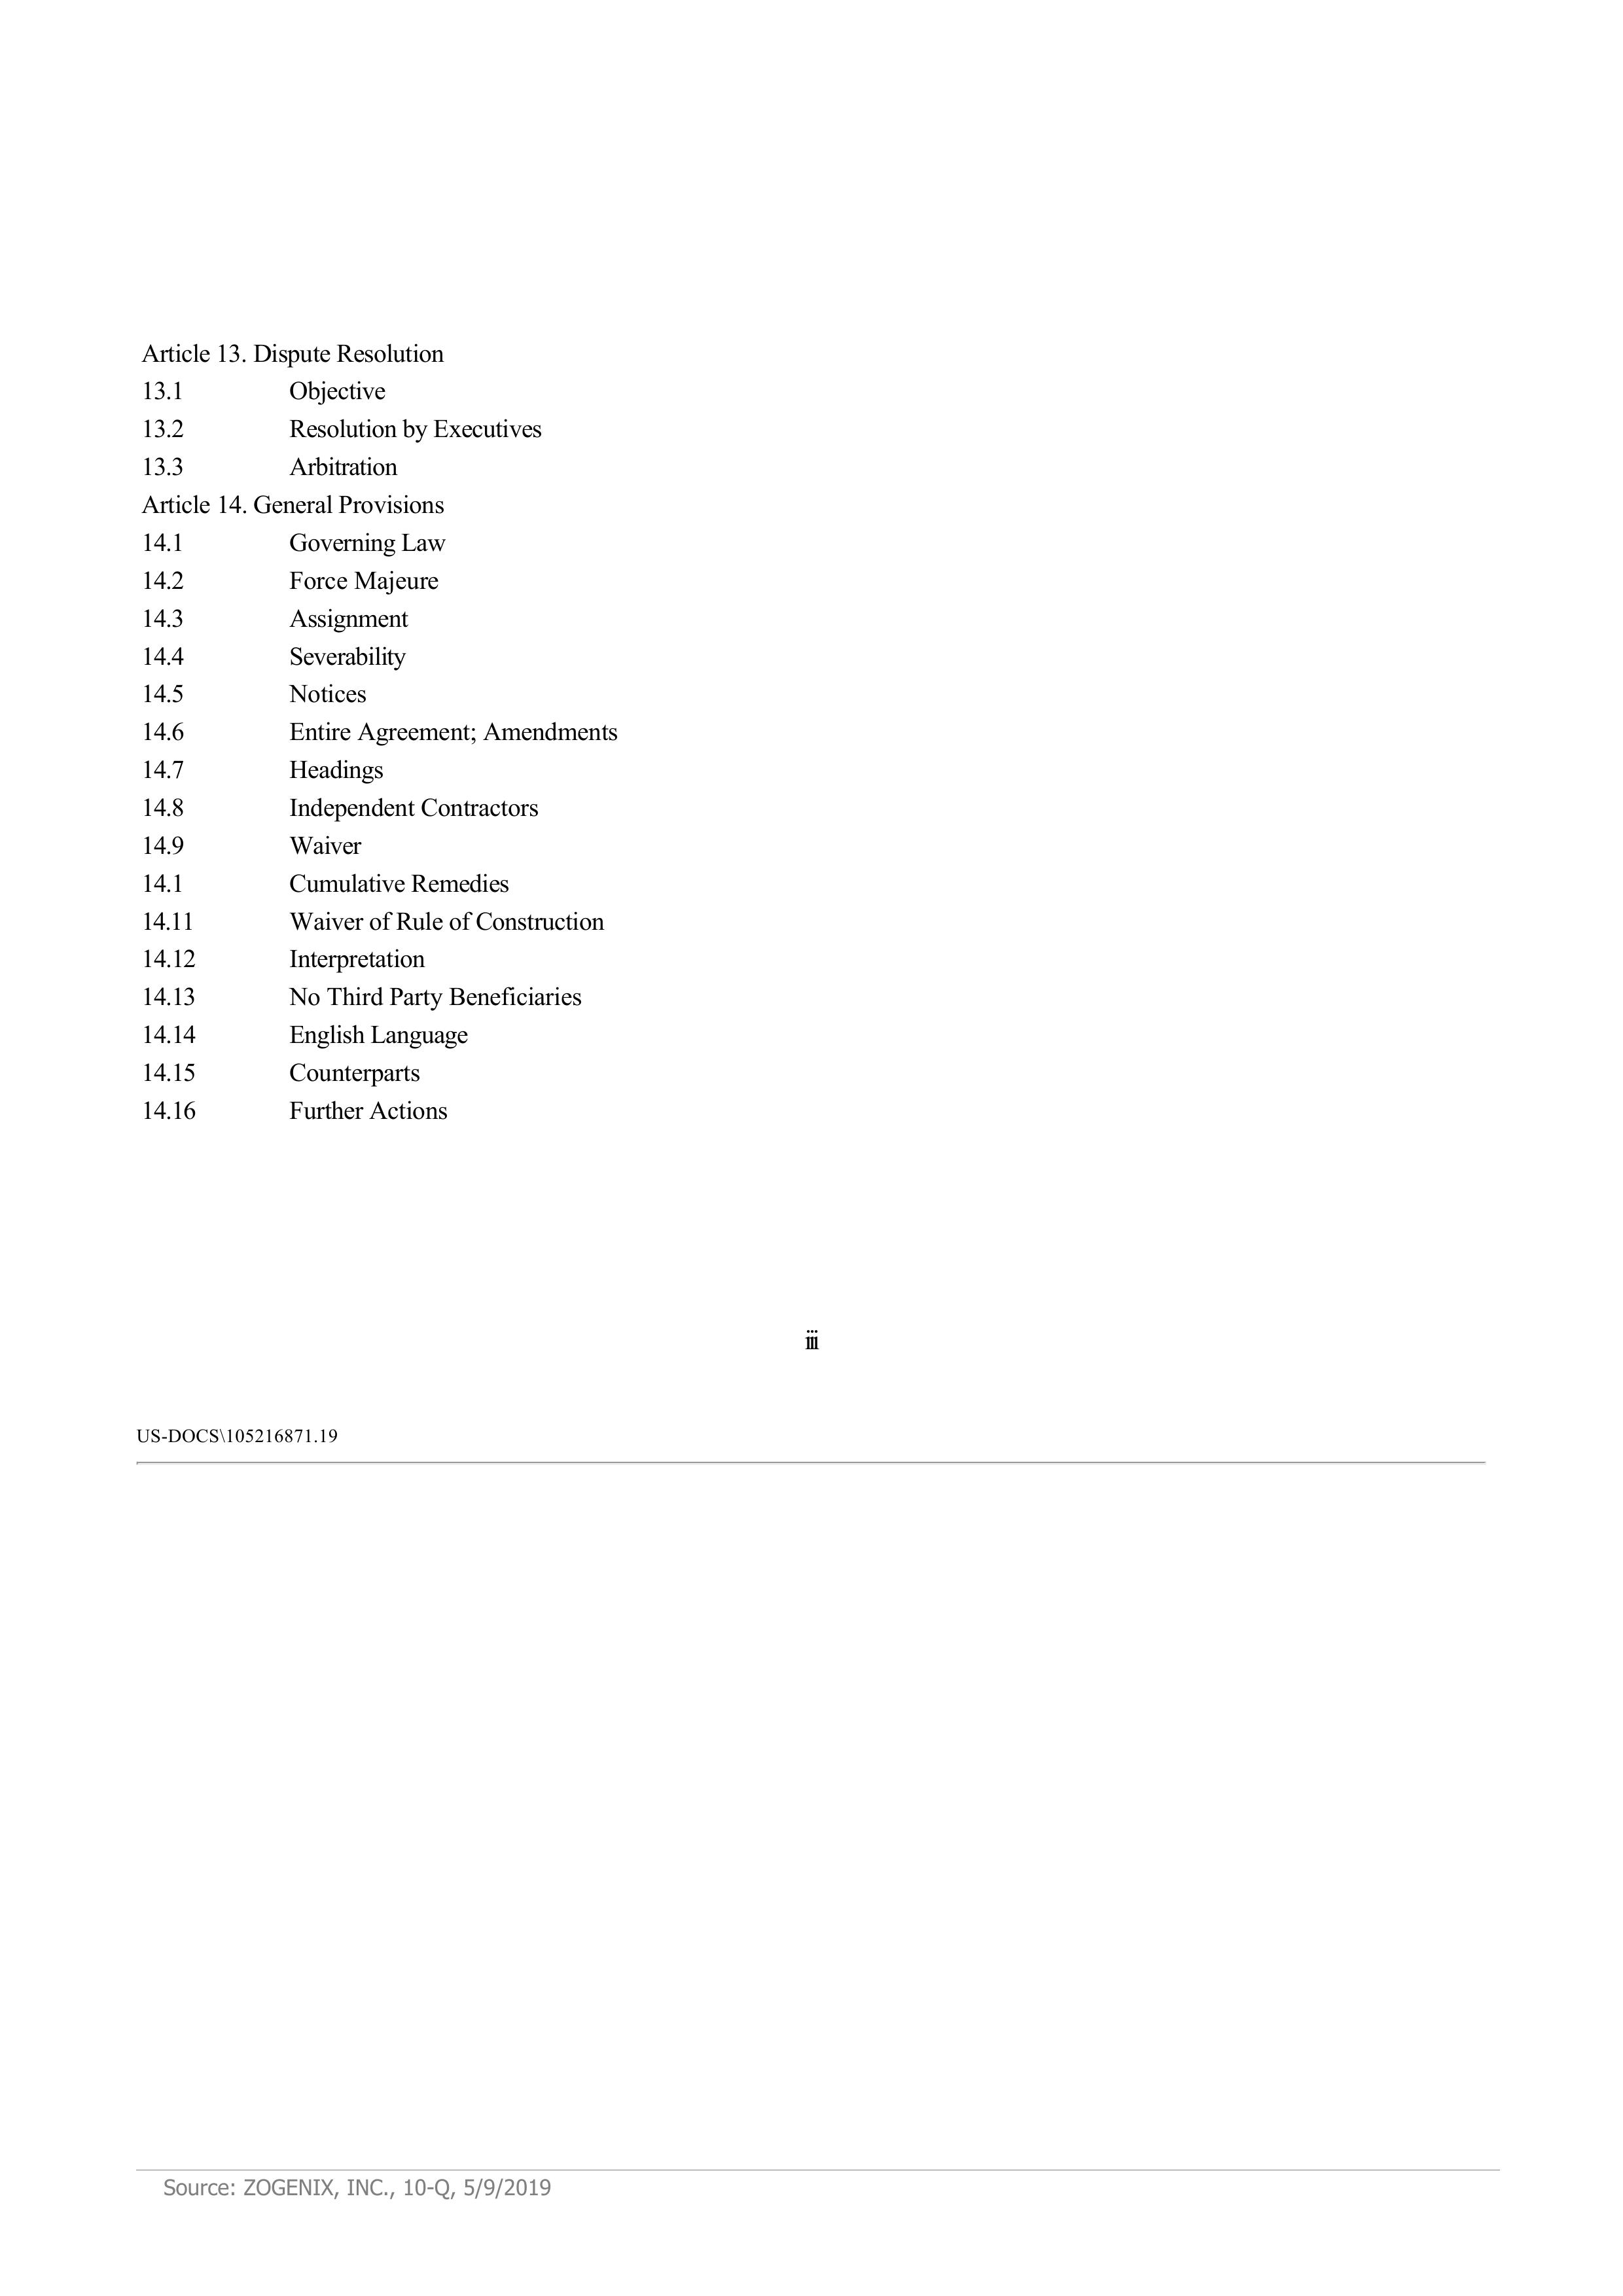 Article 13. Dispute Resolution
13.1 Objective
13.2 Resolution by Executives
13.3 Arbitration
Article 14. General Provisions
14.1 Governing Law
14.2 Force Majeure
14.3 Assignment
14.4 Severability
14.5 Notices
14.6 Entire Agreement; Amendments
14.7 Headings
14.8 Independent Contractors
14.9 Waiver
14.1 Cumulative Remedies
14.11 Waiver of Rule of Construction
14.12 Interpretation
14.13 No Third Party Beneficiaries
14.14 English Language
14.15 Counterparts
14.16 Further Actions
iii
US-DOCS\105216871.19
Source: ZOGENIX, INC., 10-Q, 5/9/2019